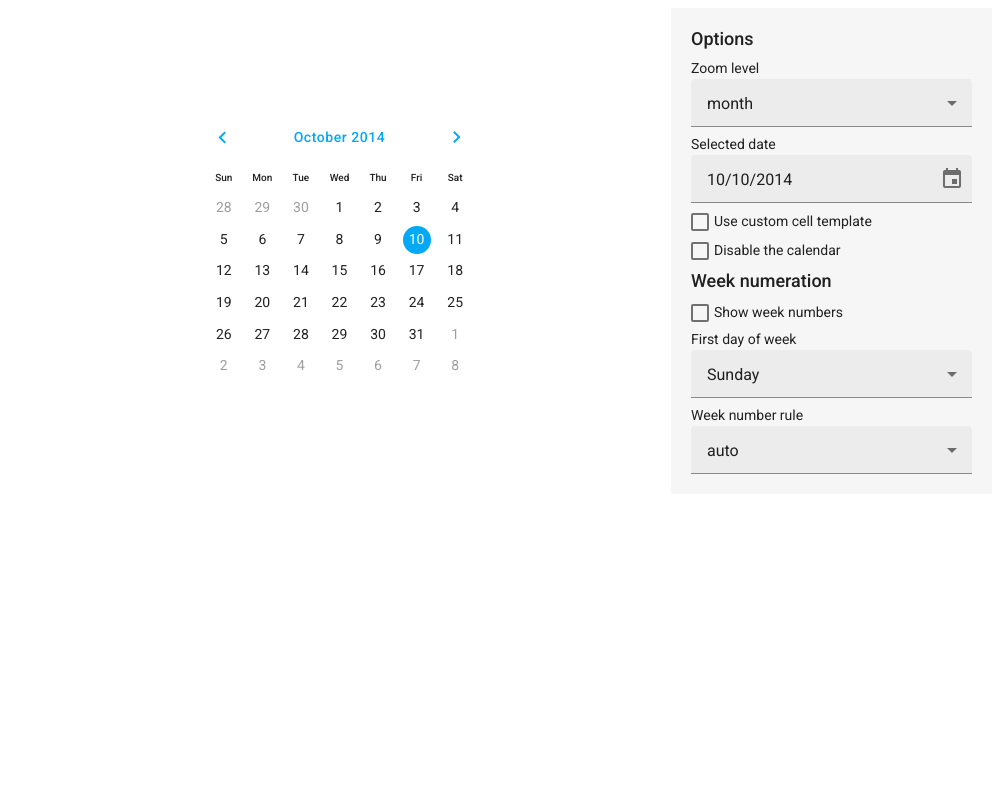 October 2014
Sun Mon Tue Wed Thu Fri Sat
28 29 30 1 2 3 4
5 6 7 8 9 10 11
12 13 14 15 16 17 18
19 20 21 22 23 24 25
26 27 28 29 30 31 1
2 3 4 5 6 7 8
Options
Zoom level
month
Selected date
10/10/2014
Use custom cell template
Disable the calendar
Week numeration
Show week numbers
First day of week
Sunday
Week number rule
auto